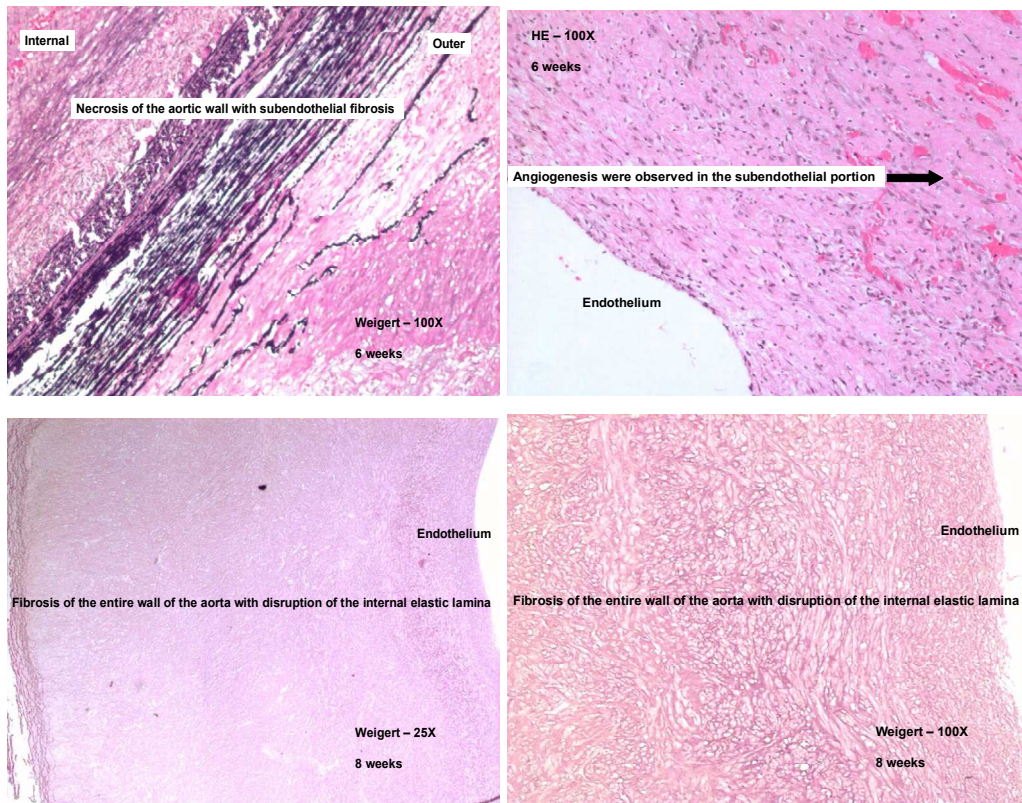 Internal
Outer
Necrosis of the aortic wall with subendothelial fibrosis
Weigert – 100X
6 weeks
HE – 100X
6 weeks
Angiogenesis were observed in the subendothelial portion
Endothelium
Endothelium
Fibrosis of the entire wall of the aorta with disruption of the internal elastic lamina
Weigert – 25X
8 weeks
Endothelium
Fibrosis of the entire wall of the aorta with disruption of the internal elastic lamina
Weigert – 100X
8 weeks